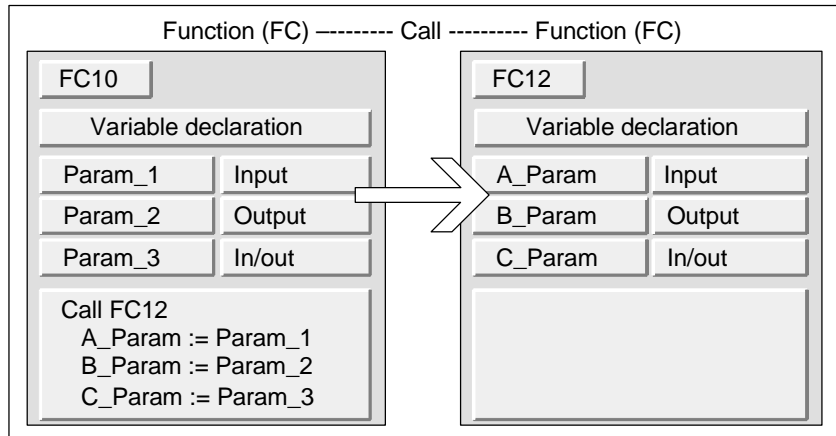 Function (FC) --------- Call ---------- Function (FC)
FC10
Variable declaration
Param_1 Input
Param_2 Output
Param_3 In/out
Call FC12
A_Param := Param_1
B_Param := Param_2
C_Param := Param_3
FC12
Variable declaration
A_Param Input
B_Param Output
C_Param In/out